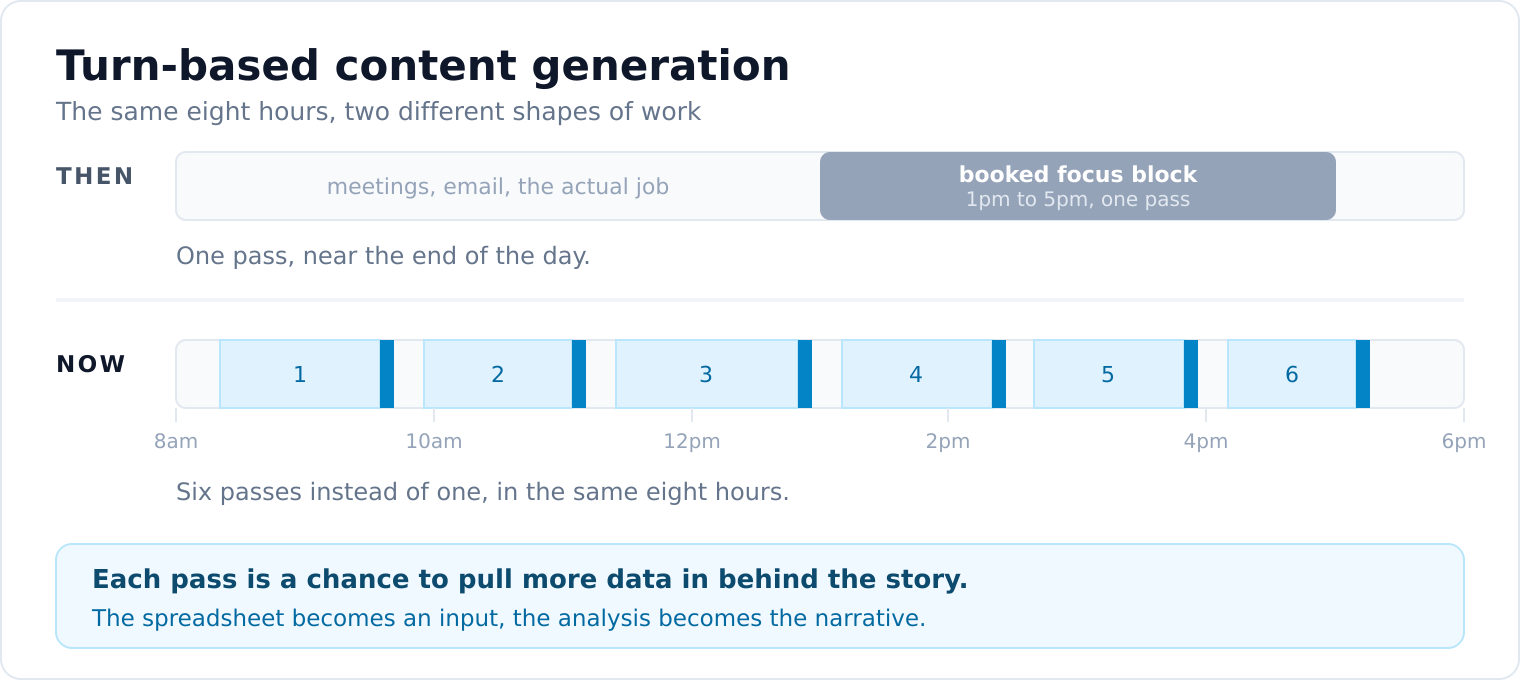 Turn-based content generation
The same eight hours, two different shapes of work
THEN
meetings, email, the actual job
booked focus block
1pm to 5pm, one pass
One pass, near the end of the day.
NOW
1 2 3 4 5 6
8am 10am 12pm 2pm 4pm 6pm
Six passes instead of one, in the same eight hours.
Each pass is a chance to pull more data in behind the story.
The spreadsheet becomes an input, the analysis becomes the narrative.